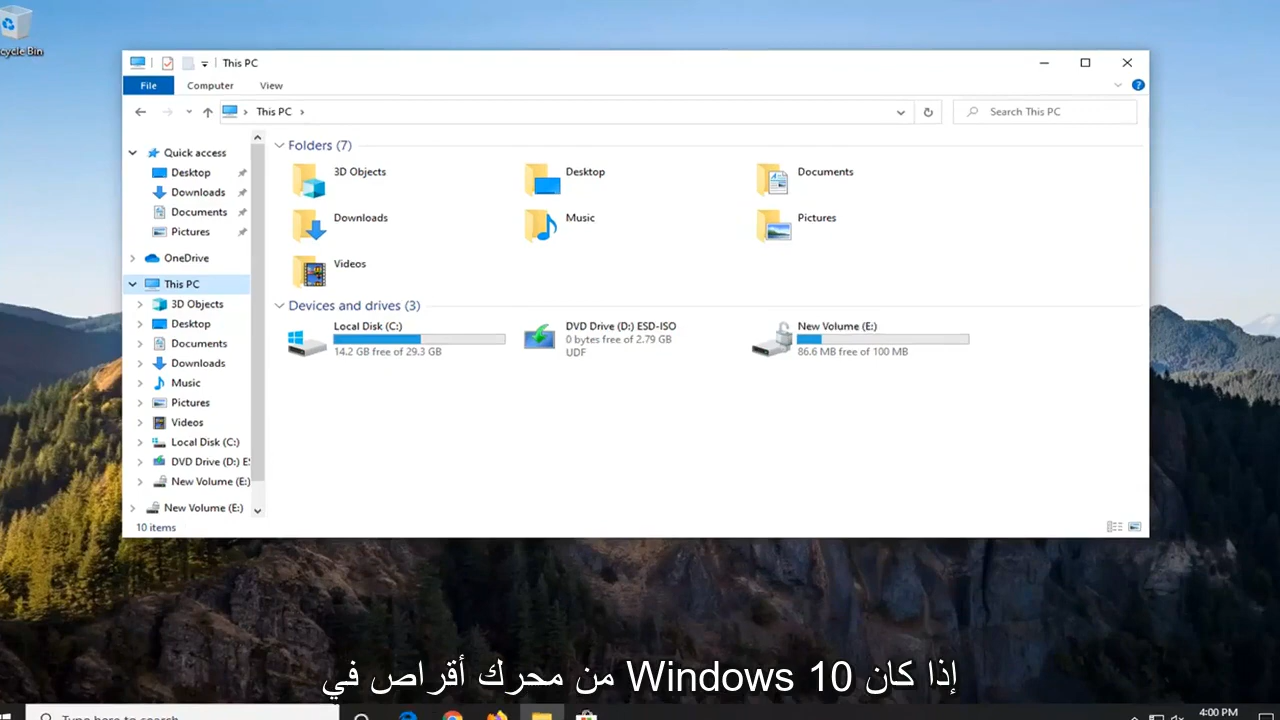 cycle Bin
This PC
File
Computer
View
This PC
Search This PC
Quick access
Desktop
Downloads
Documents
Pictures
OneDrive
This PC
3D Objects
Desktop
Documents
Downloads
Music
Pictures
Videos
Local Disk (C:)
DVD Drive (D:) ES
New Volume (E:)
New Volume (E:)
Folders (7)
3D Objects
Desktop
Documents
Downloads
Music
Pictures
Videos
Devices and drives (3)
Local Disk (C:)
14.2 GB free of 29.3 GB
DVD Drive (D:) ESD-ISO
0 bytes free of 2.79 GB
UDF
New Volume (E:)
86.6 MB free of 100 MB
10 items
إذا كان Windows 10 من محرك أقراص في
Type here to search
4:00 PM